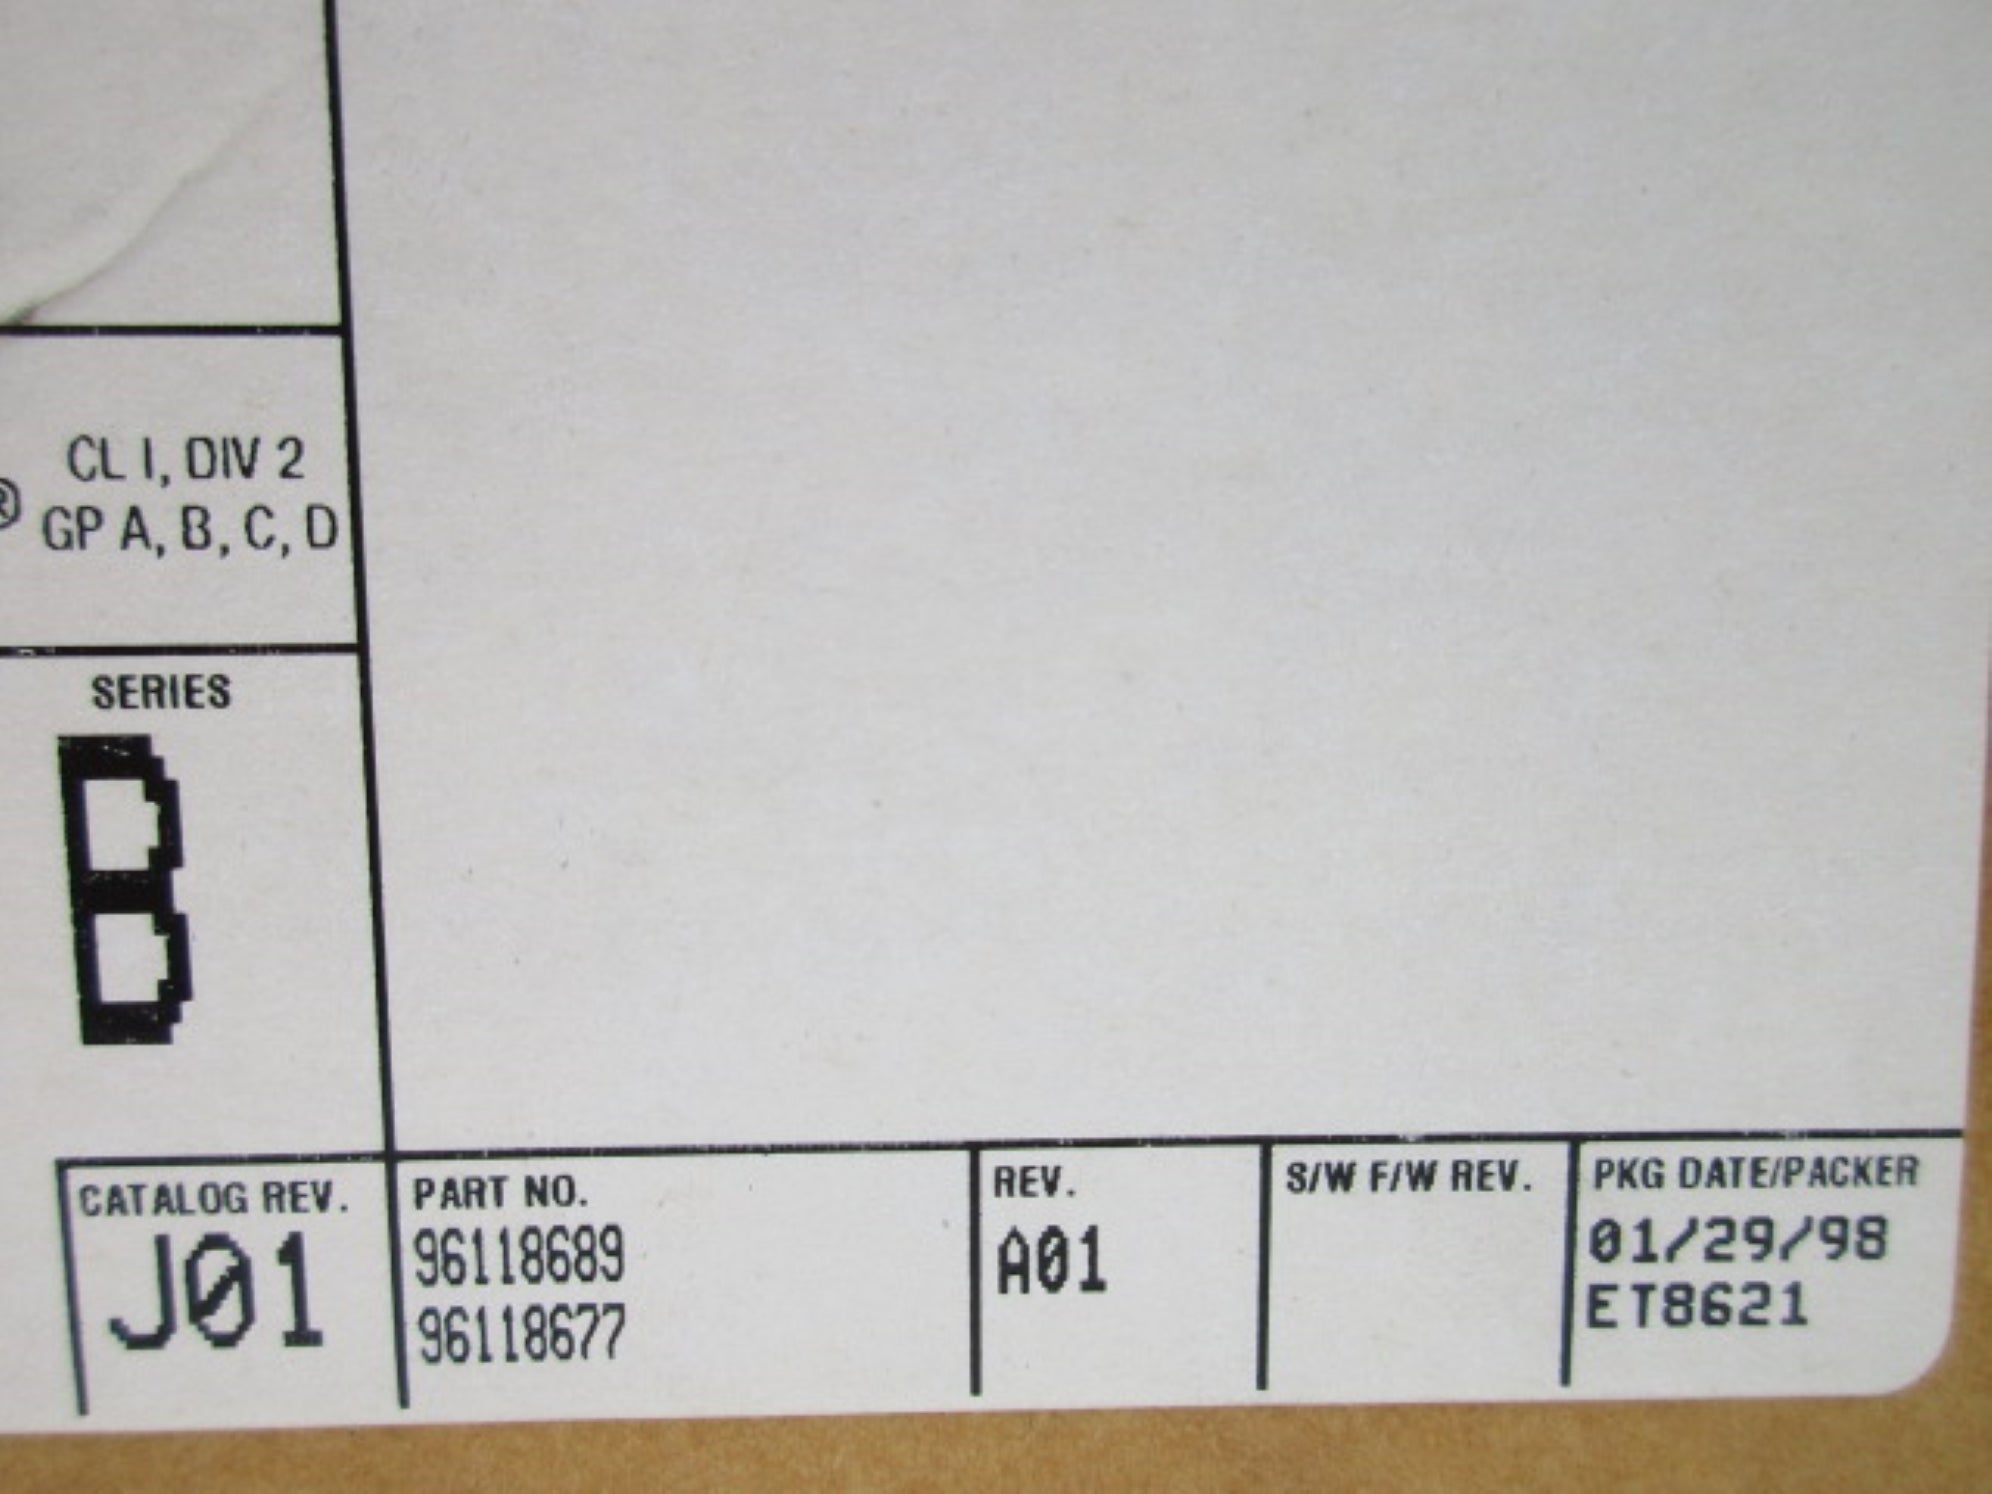 ® CL I, DIV 2
GP A, B, C, D
SERIES
B
CATALOG REV.
J01
PART NO.
96118689
96118677
REV.
A01
S/W F/W REV.
PKG DATE/PACKER
01/29/98
ET8621